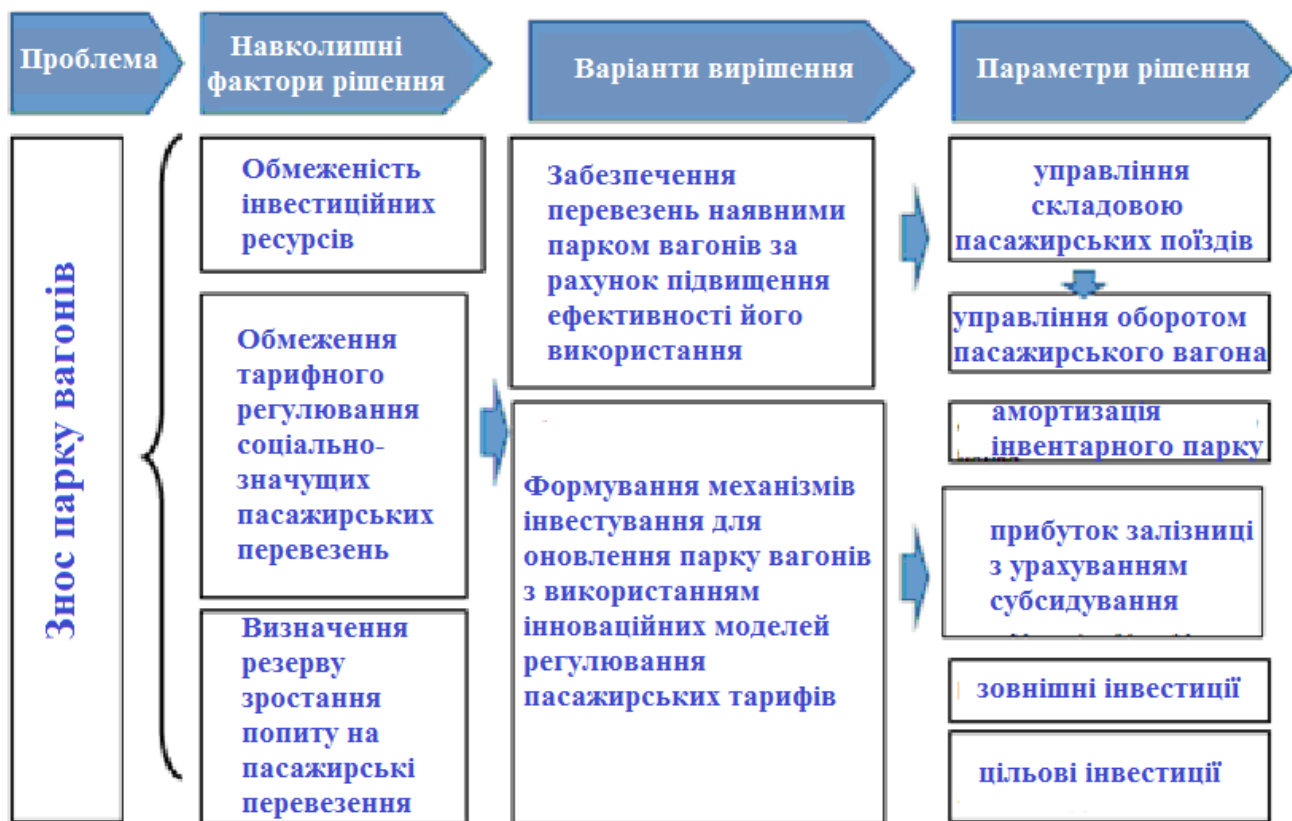 Проблема
Навколишні
фактори рішення
Варіанти вирішення
Параметри рішення
Знос парку вагонів
Обмеженість
інвестиційних
ресурсів
Обмеження
тарифного
регулювання
соціально-
значущих
пасажирських
перевезень
Визначення
резерву
зростання
попиту на
пасажирські
перевезення
Забезпечення
перевезень наявними
парком вагонів за
рахунок підвищення
ефективності його
використання
Формування механізмів
інвестування для
оновлення парку вагонів
з використанням
інноваційних моделей
регулювання
пасажирських тарифів
управління
складовою
пасажирських поїздів
управління оборотом
пасажирського вагона
амортизація
інвентарного парку
прибуток залізниці
з урахуванням
субсидування
зовнішні інвестиції
цільові інвестиції